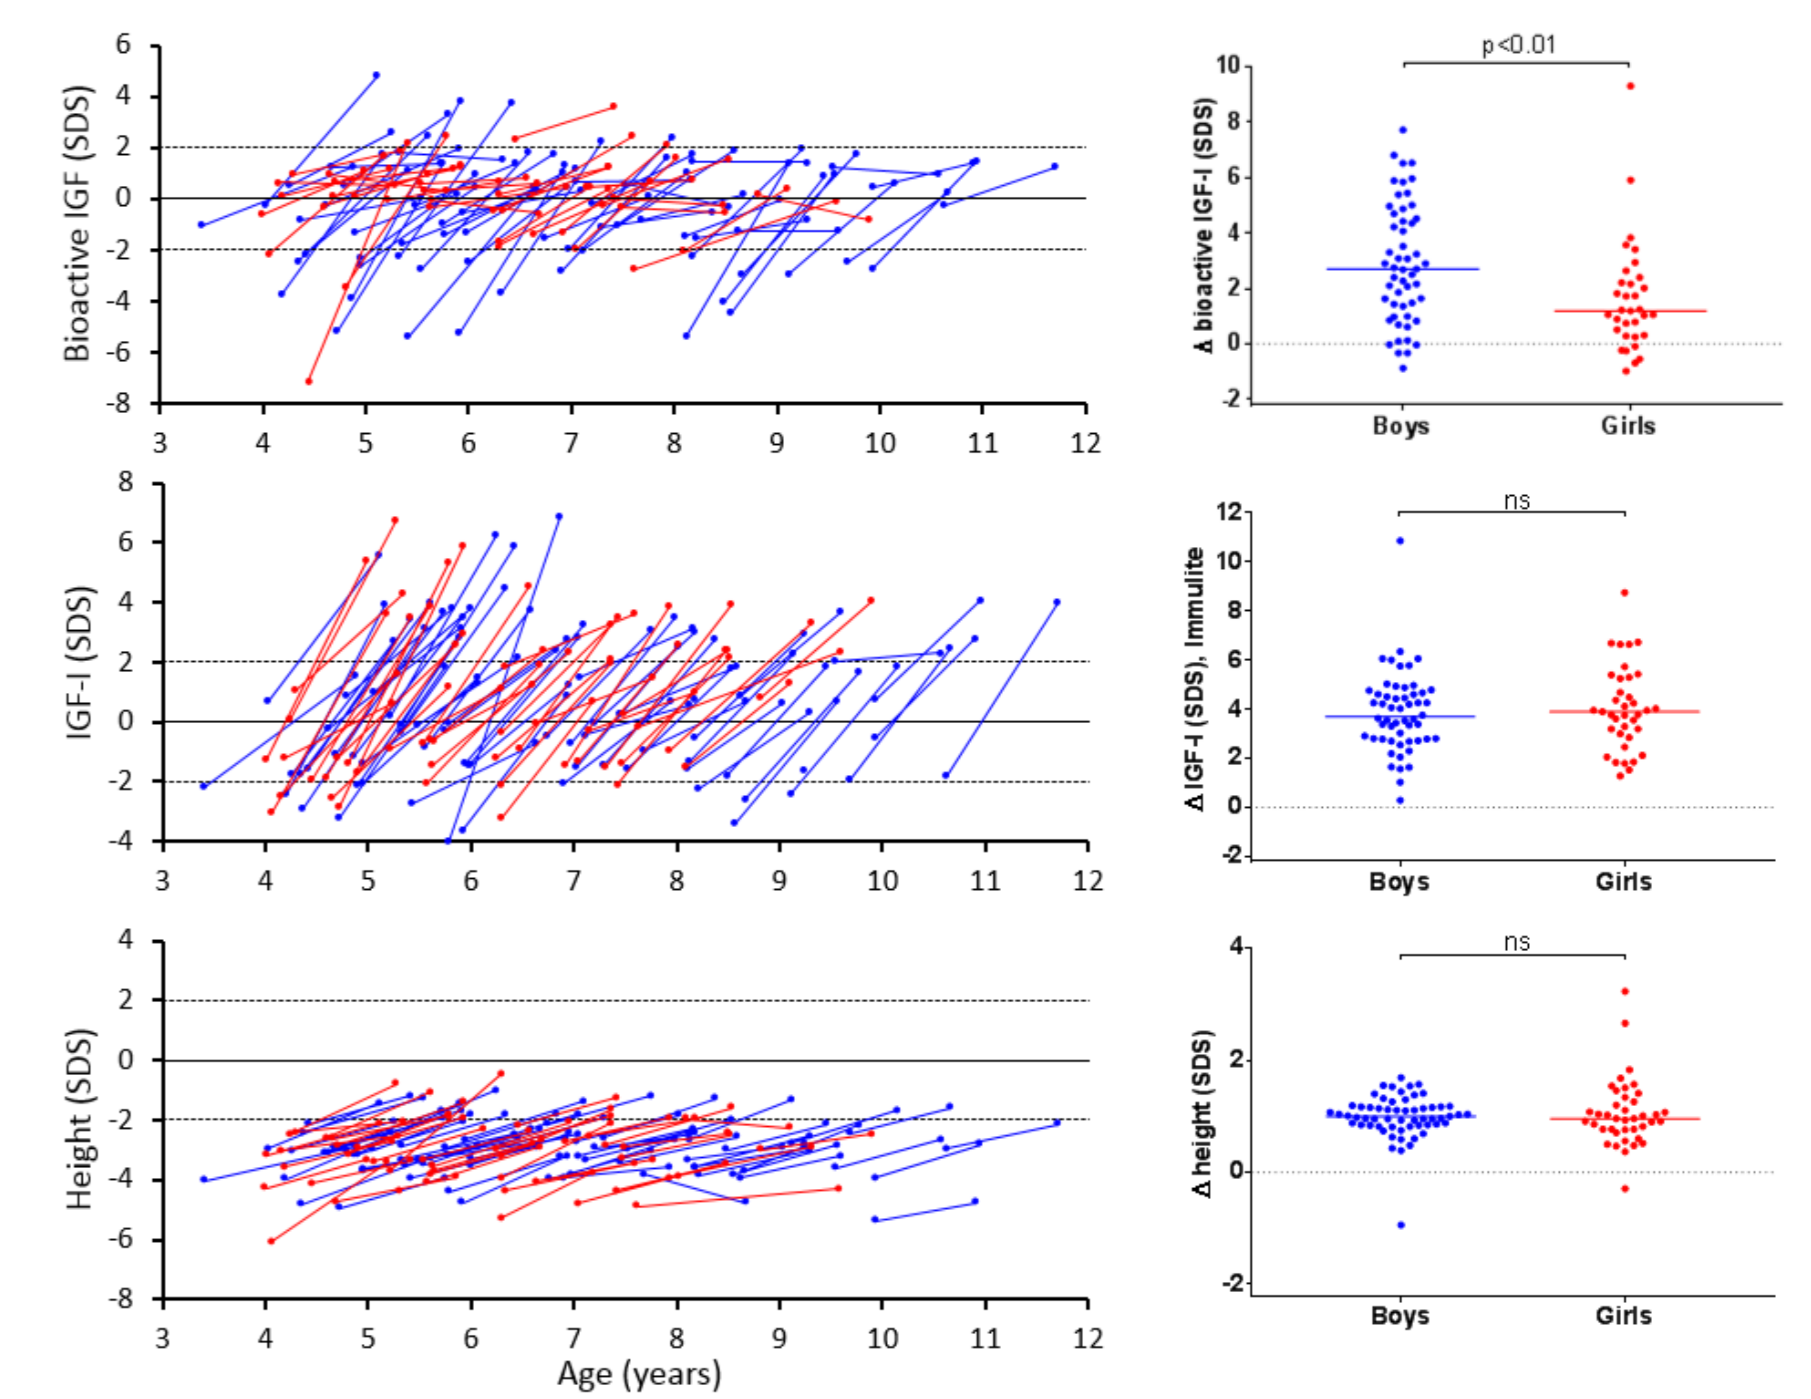 Bioactive IGF (SDS)
6
4
2
0
-2
-4
-6
-8
3 4 5 6 7 8 9 10 11 12
Δ bioactive IGF-I (SDS)
p<0.01
10
8
6
4
2
0
-2
Boys Girls
IGF-I (SDS)
8
6
4
2
0
-2
-4
3 4 5 6 7 8 9 10 11 12
Δ IGF-I (SDS), Immulite
ns
12
10
8
6
4
2
0
-2
Boys Girls
Height (SDS)
4
2
0
-2
-4
-6
-8
3 4 5 6 7 8 9 10 11 12
Age (years)
Δ height (SDS)
ns
4
2
0
-2
Boys Girls